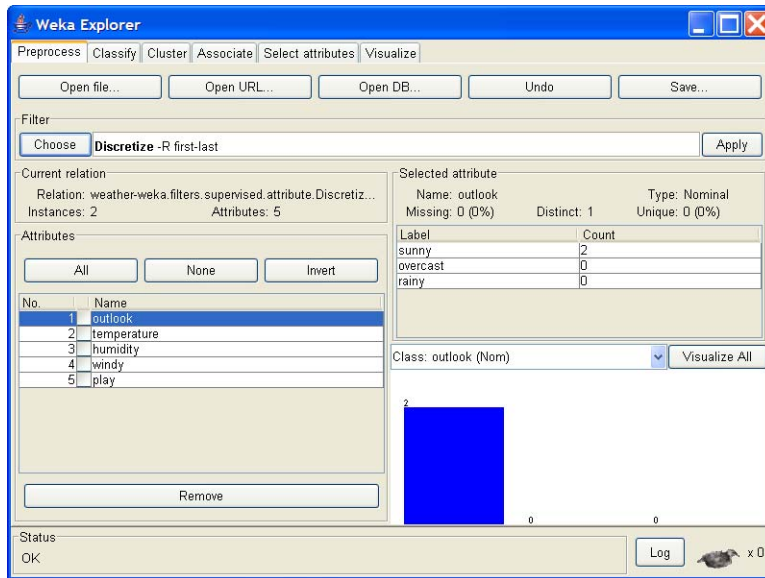 Weka Explorer
Preprocess Classify Cluster Associate Select attributes Visualize
Open file... Open URL... Open DB... Undo Save...
Filter
Choose Discretize -R first-last Apply
Current relation
Relation: weather-weka.filters.supervised.attribute.Discretiz...
Instances: 2 Attributes: 5
Attributes
All None Invert
No. Name
1 outlook
2 temperature
3 humidity
4 windy
5 play
Remove
Selected attribute
Name: outlook Type: Nominal
Missing: 0 (0%) Distinct: 1 Unique: 0 (0%)
Label Count
sunny 2
overcast 0
rainy 0
Class: outlook (Nom) Visualize All
2
0 0
Status
OK
Log x 0